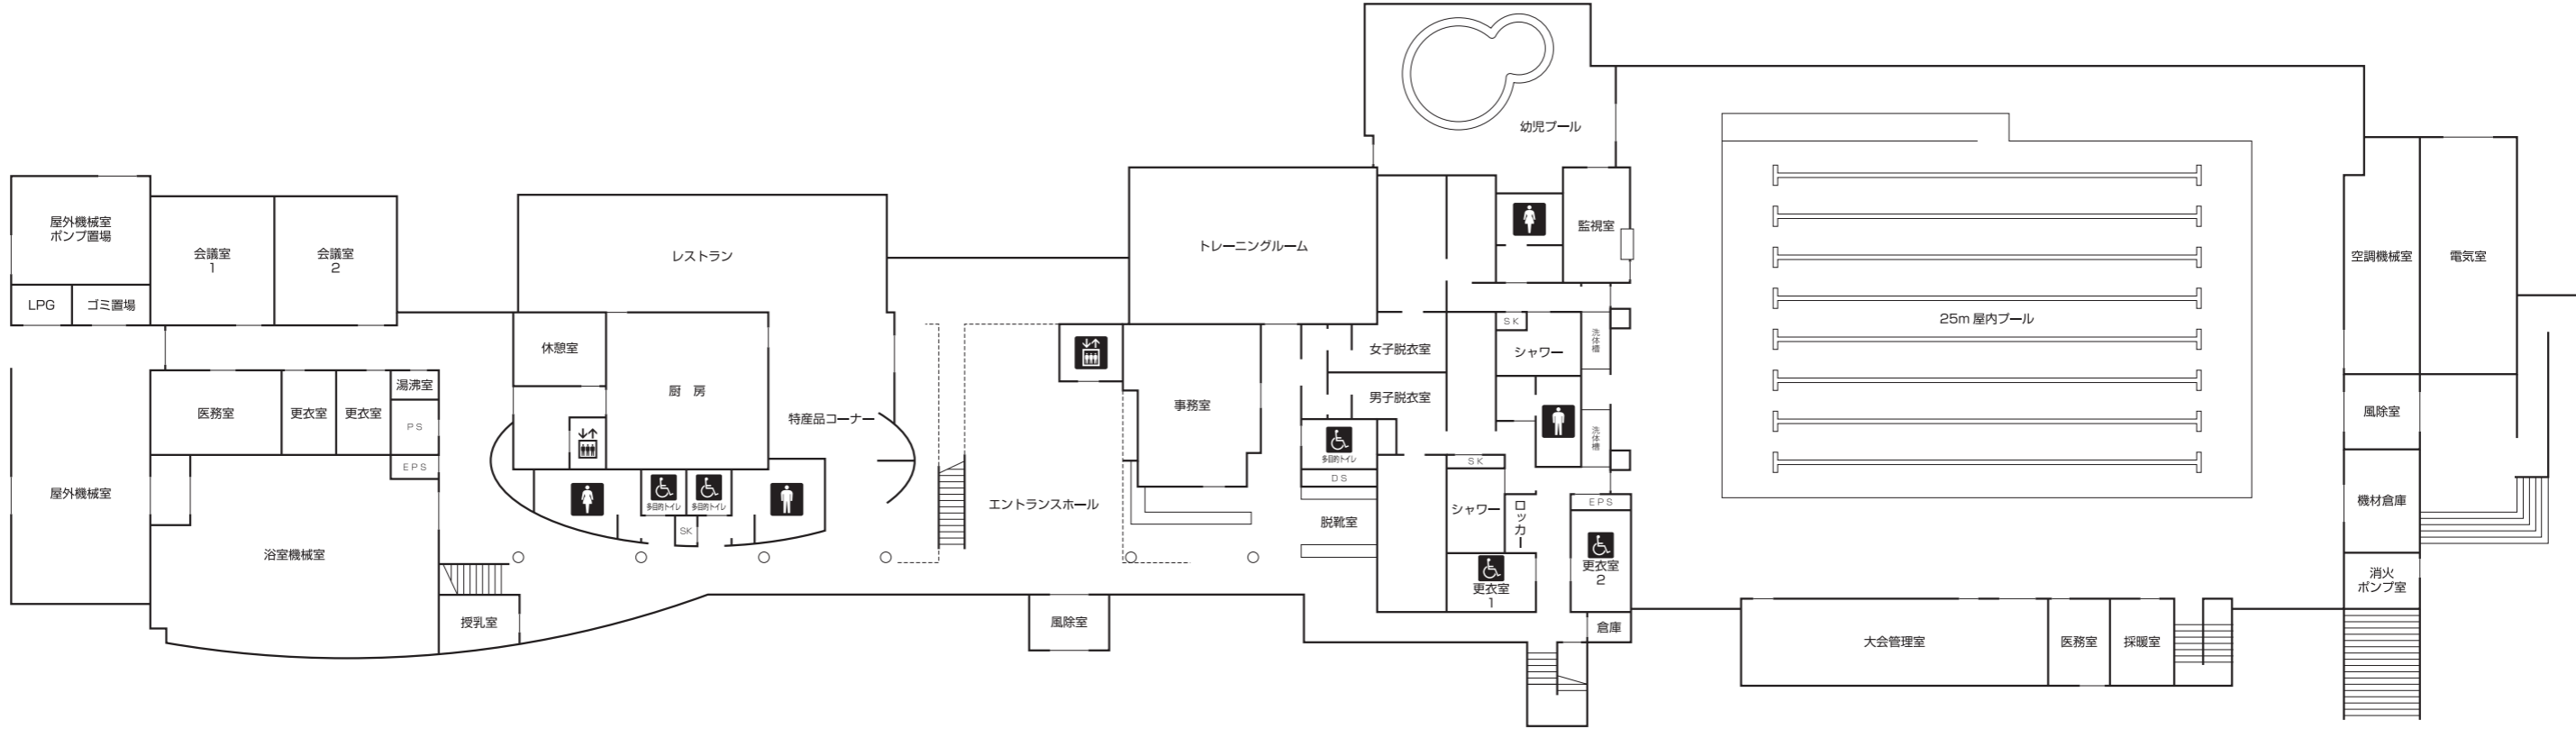 幼児プール
屋外機械室
ポンプ置場
会議室
1
会議室
2
LPG
ゴミ置場
レストラン
トレーニングルーム
監視室
空調機械室
電気室
25m 屋内プール
休憩室
厨 房
特産品コーナー
事務室
女子脱衣室
男子脱衣室
SK
シャワー
洗体槽
洗体槽
湯沸室
医務室
更衣室
更衣室
PS
EPS
多目的トイレ
DS
SK
風除室
屋外機械室
浴室機械室
多目的トイレ
多目的トイレ
SK
エントランスホール
脱靴室
シャワー
ロッカー
EPS
機材倉庫
更衣室
1
更衣室
2
消火
ポンプ室
授乳室
風除室
倉庫
大会管理室
医務室
採暖室